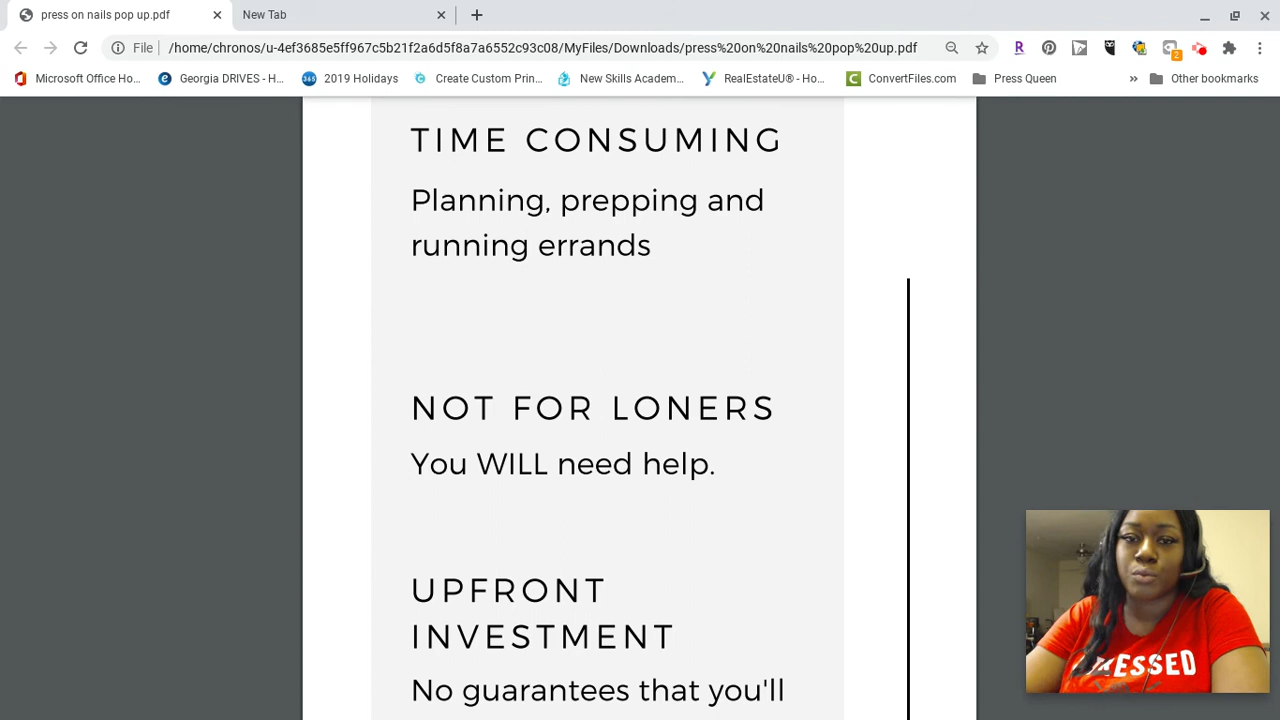 press on nails pop up.pdf
New Tab
File
/home/chronos/u-4ef3685e5ff967c5b21f2a6d5f8a7a6552c93c08/MyFiles/Downloads/press%20on%20nails%20pop%20up.pdf
R
2
Microsoft Office Ho...
Georgia DRIVES - H...
365
2019 Holidays
Create Custom Prin...
New Skills Academ...
RealEstateU® - Ho...
C
ConvertFiles.com
Press Queen
»
Other bookmarks
TIME CONSUMING
Planning, prepping and
running errands
NOT FOR LONERS
You WILL need help.
UPFRONT
INVESTMENT
No guarantees that you'll